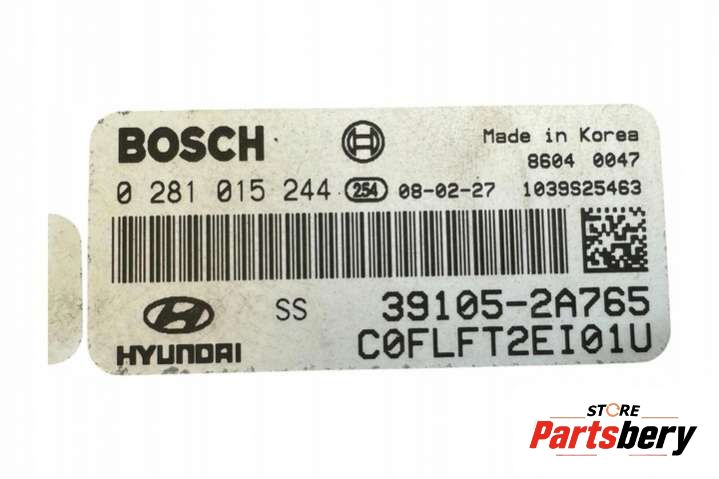 BOSCH Made in Korea
8604 0047
0 281 015 244 254 08-02-27 1039S25463
SS 39105-2A765
HYUNDAI C0FLFT2EI01U
STORE
Partsbery